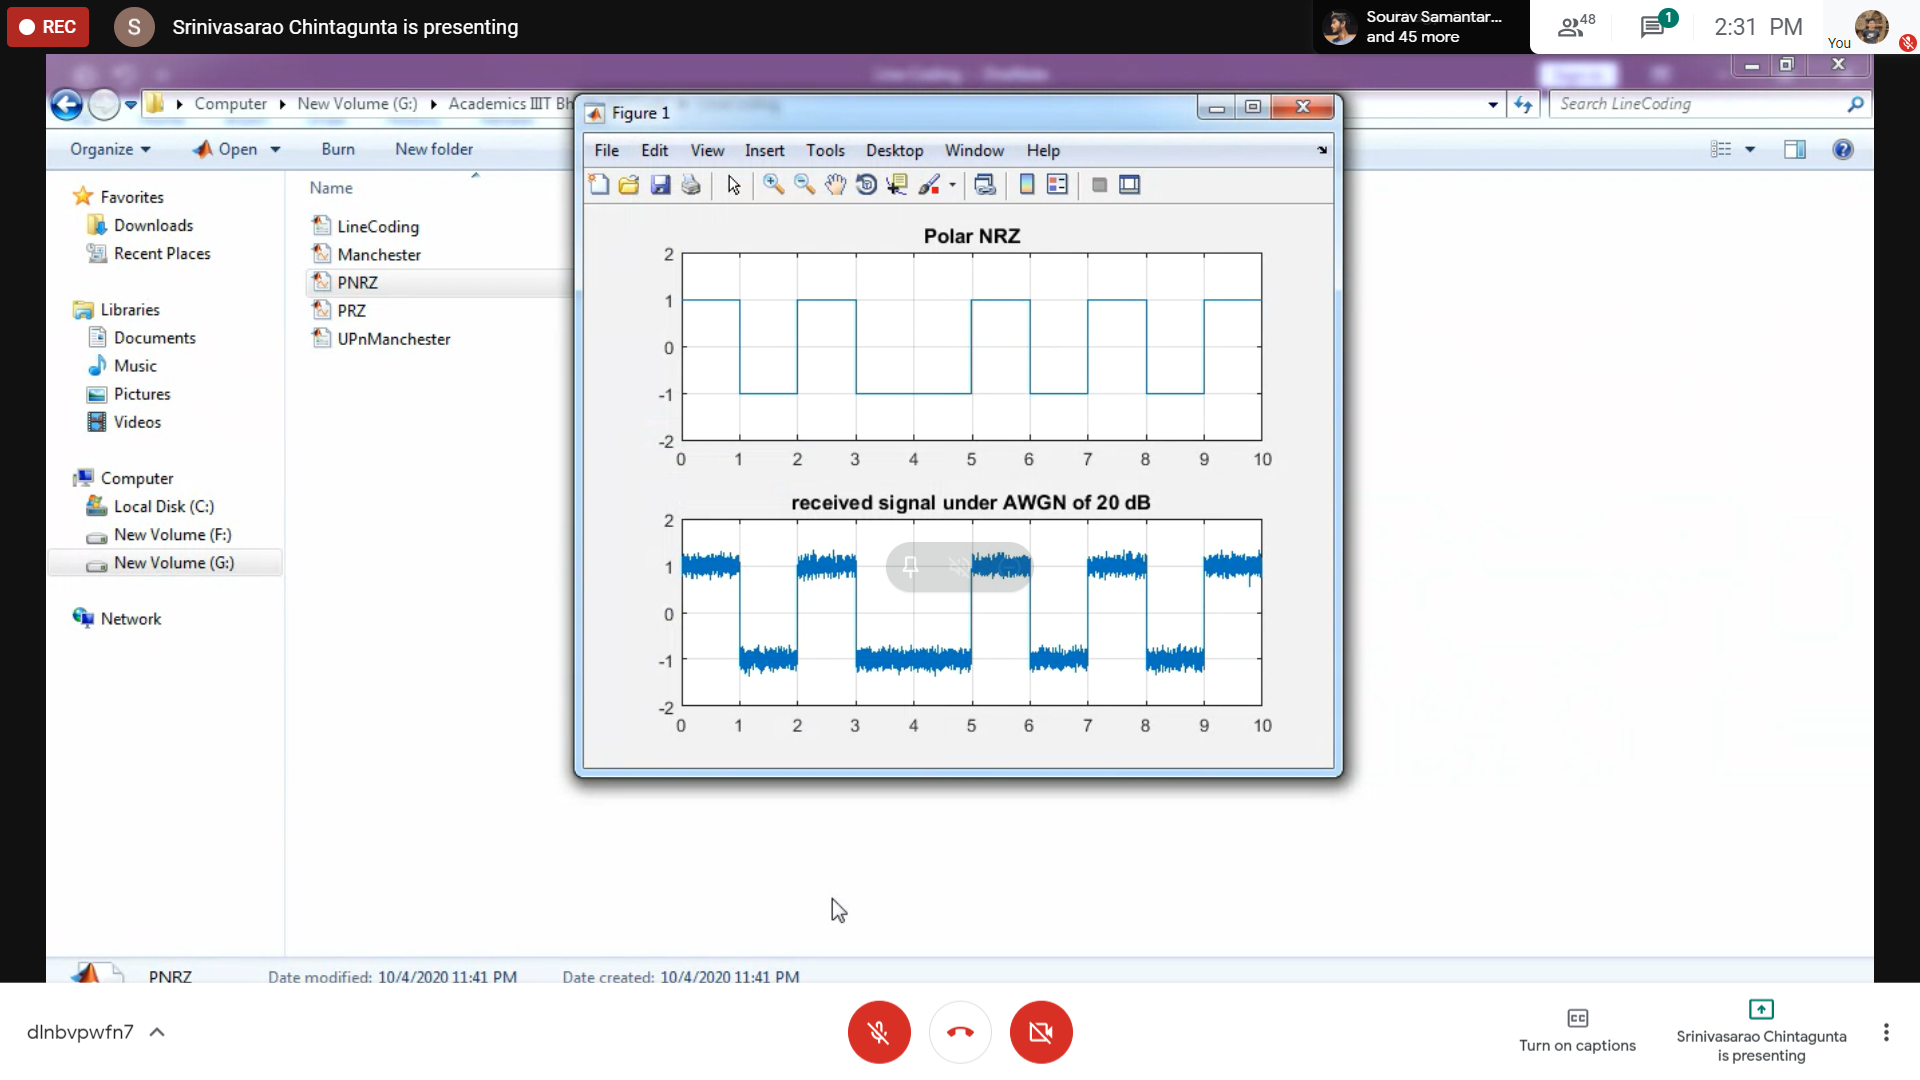 REC
S
Srinivasarao Chintagunta is presenting
Sourav Samantar...
and 45 more
48
1
2:31 PM
You
Computer
New Volume (G:)
Academics IIIT Bh
Search LineCoding
Figure 1
Organize
Open
Burn
New folder
File Edit View Insert Tools Desktop Window Help
Favorites
Downloads
Recent Places
Libraries
Documents
Music
Pictures
Videos
Computer
Local Disk (C:)
New Volume (F:)
New Volume (G:)
Network
Name
LineCoding
Manchester
PNRZ
PRZ
UPnManchester
Polar NRZ
2
1
0
-1
-2
0 1 2 3 4 5 6 7 8 9 10
received signal under AWGN of 20 dB
2
1
0
-1
-2
0 1 2 3 4 5 6 7 8 9 10
PNRZ
Date modified: 10/4/2020 11:41 PM
Date created: 10/4/2020 11:41 PM
dlnbvpwfn7
CC
Turn on captions
Srinivasarao Chintagunta
is presenting